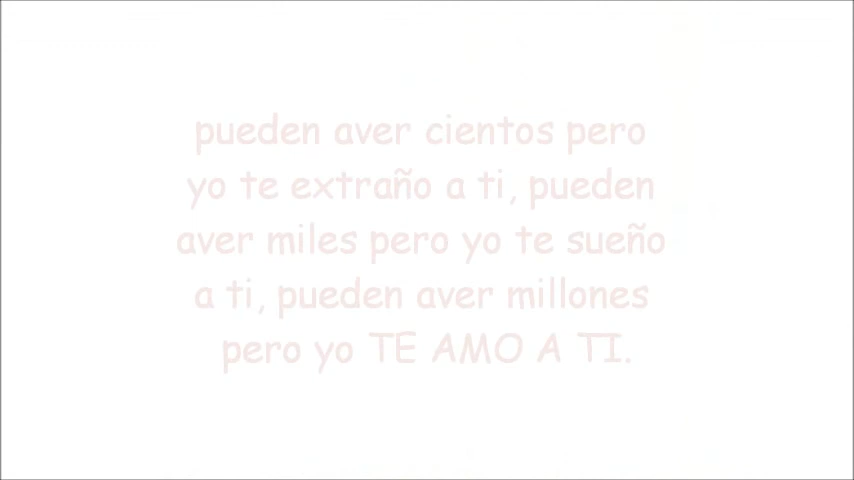 pueden aver cientos pero
yo te extraño a ti, pueden
aver miles pero yo te sueño
a ti, pueden aver millones
pero yo TE AMO A TI.